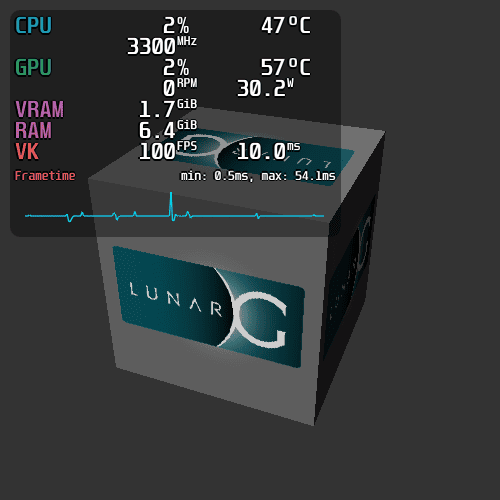 CPU 2% 47°C
3300MHz
GPU 2% 57°C
0RPM 30.2W
VRAM 1.7GiB
RAM 6.4GiB
VK 100FPS 10.0ms
Frametime min: 0.5ms, max: 54.1ms
LUNAR
LUNARG